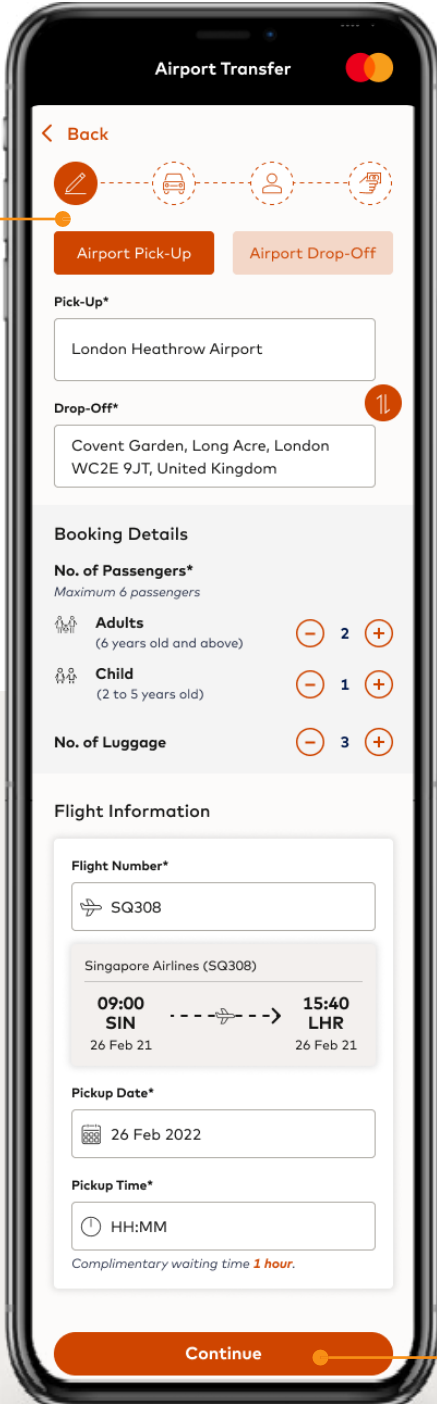 Airport Transfer
Back
Airport Pick-Up
Airport Drop-Off
Pick-Up*
London Heathrow Airport
Drop-Off*
Covent Garden, Long Acre, London
WC2E 9JT, United Kingdom
Booking Details
No. of Passengers*
Maximum 6 passengers
Adults
(6 years old and above)
2
Child
(2 to 5 years old)
1
No. of Luggage
3
Flight Information
Flight Number*
SQ308
Singapore Airlines (SQ308)
09:00
SIN
26 Feb 21
15:40
LHR
26 Feb 21
Pickup Date*
26 Feb 2022
Pickup Time*
HH:MM
Complimentary waiting time 1 hour.
Continue